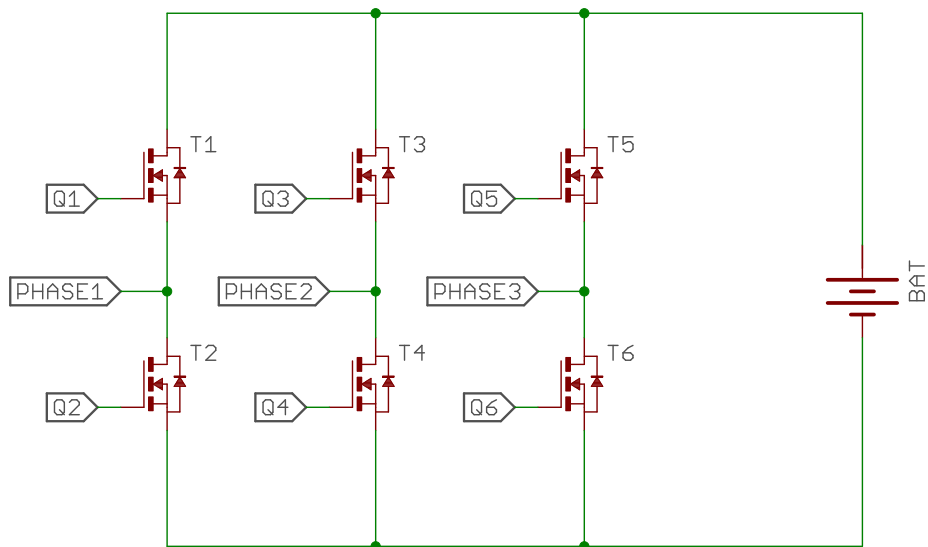 T1
T3
T5
Q1
Q3
Q5
PHASE1
PHASE2
PHASE3
BAT
T2
T4
T6
Q2
Q4
Q6